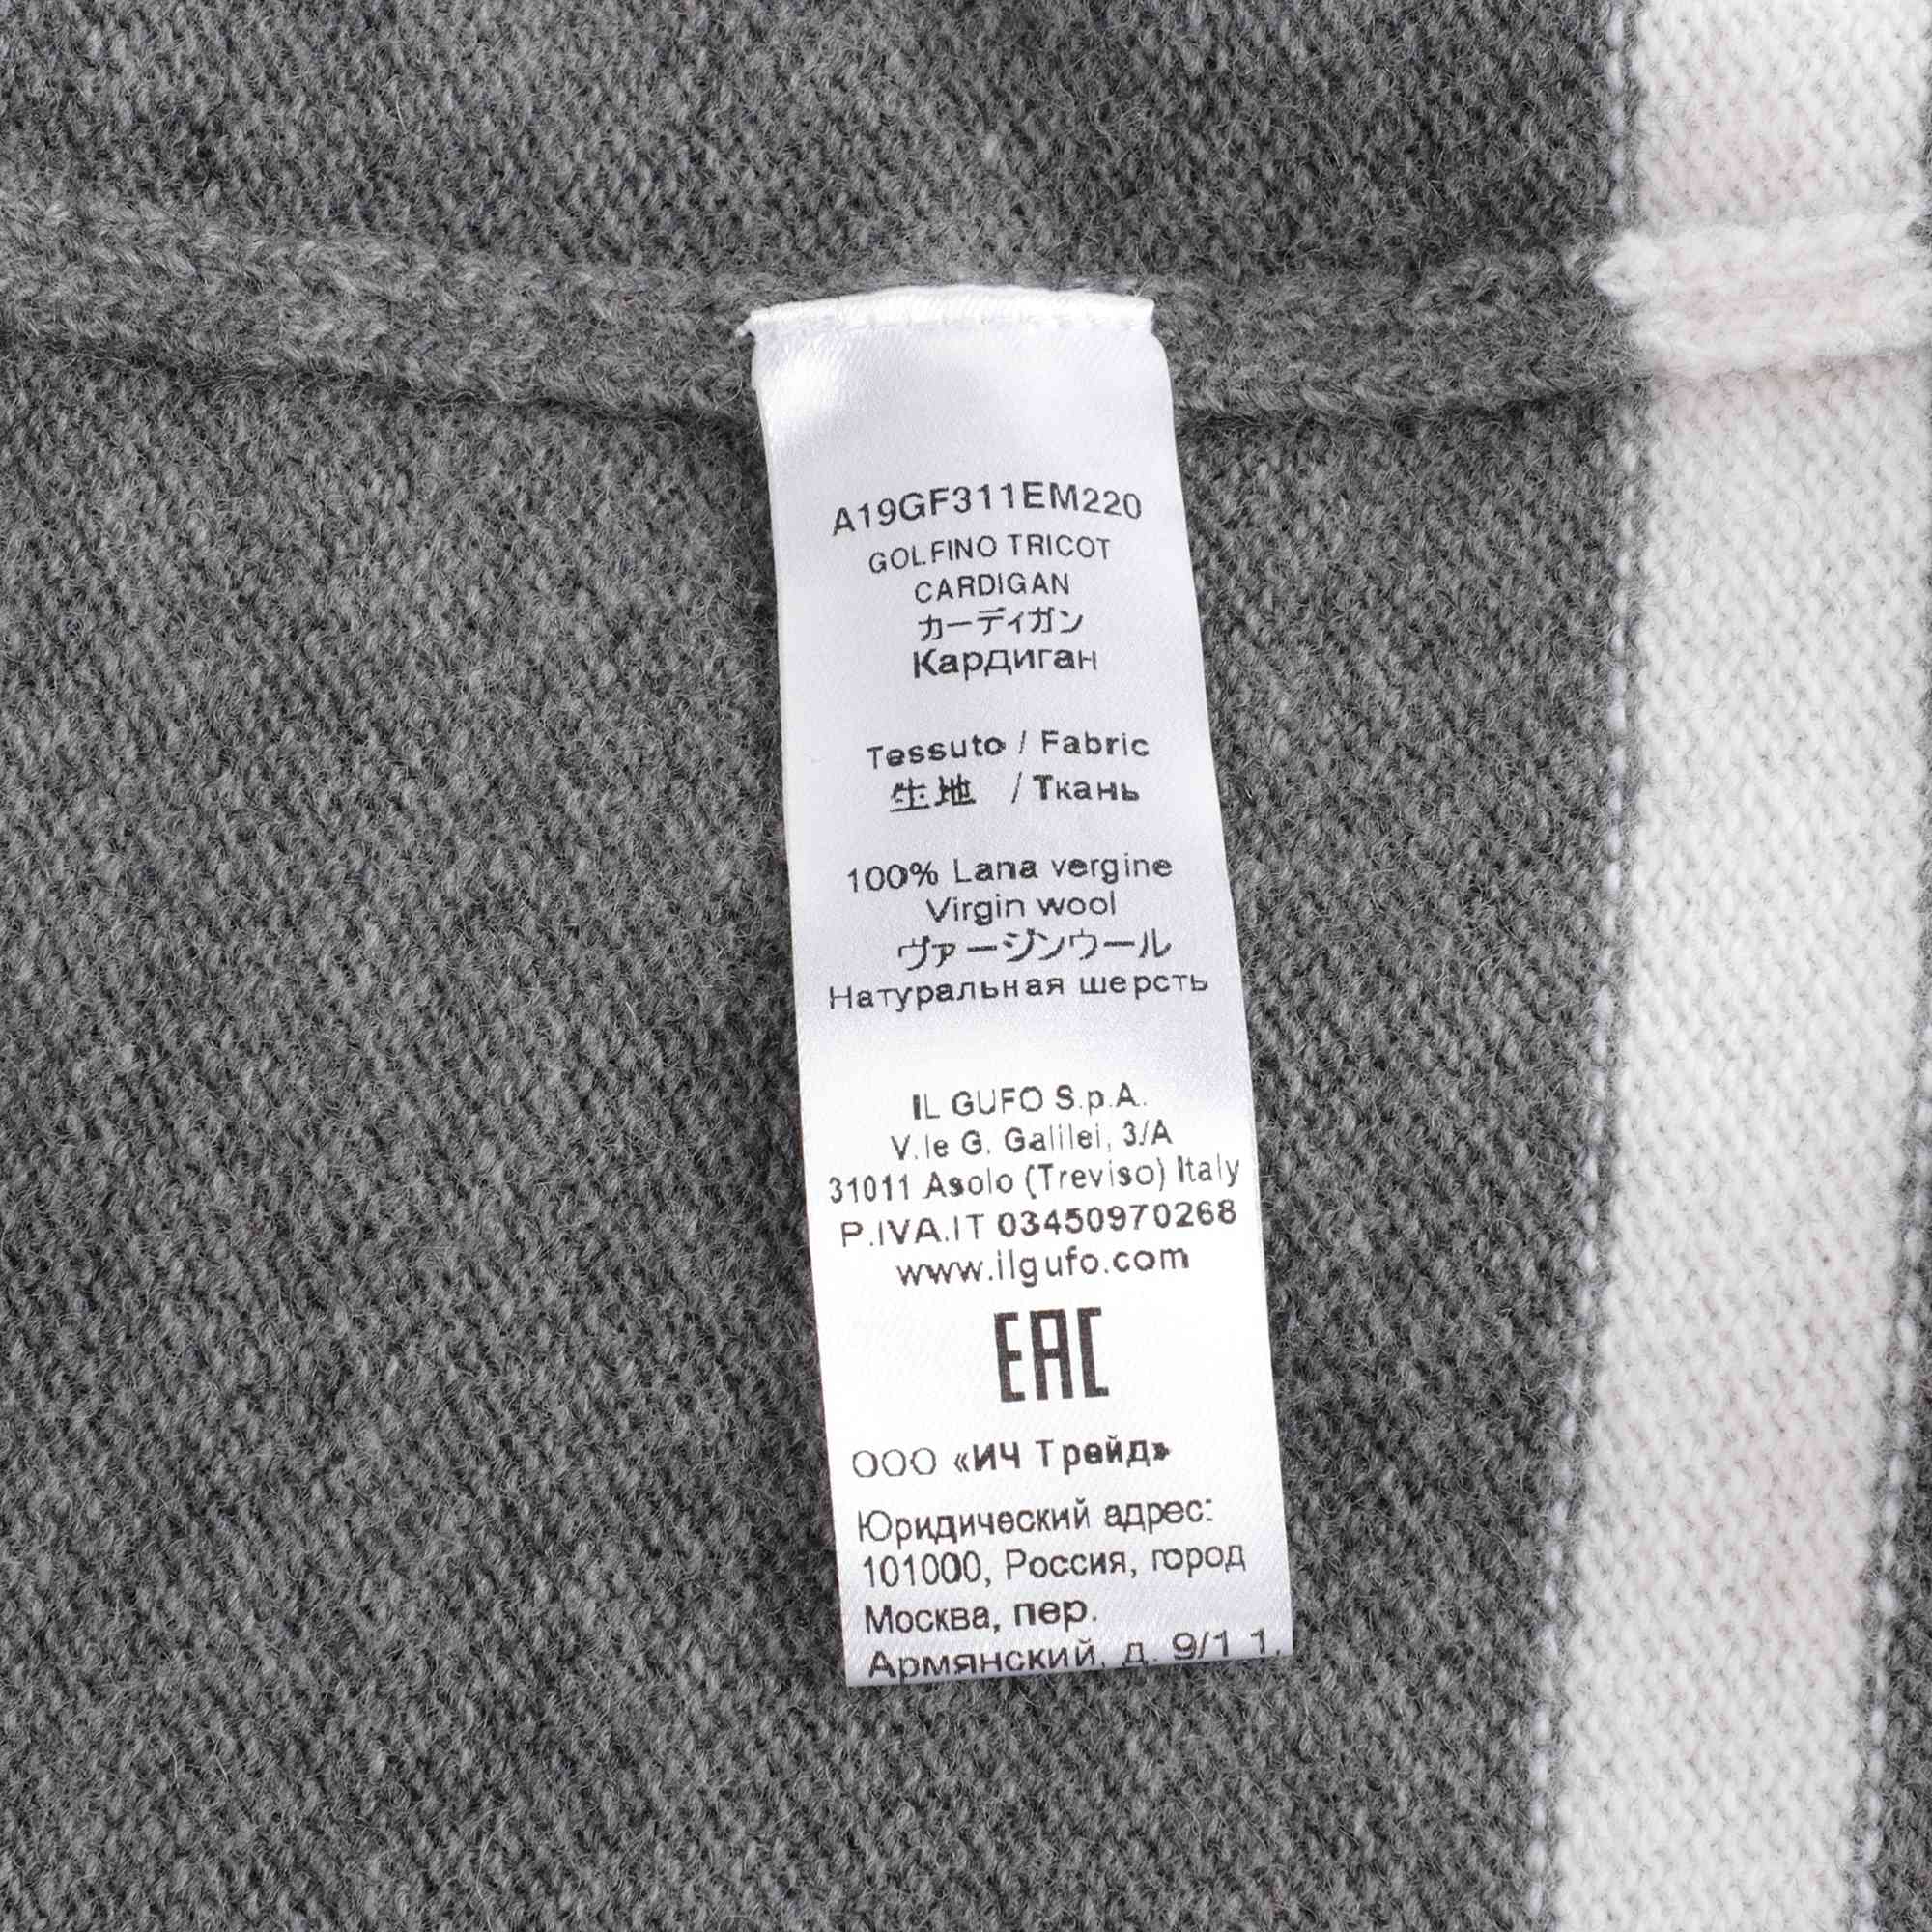 A19GF311EM220
GOLFINO TRICOT
CARDIGAN
カーディガン
Кардиган
Tessuto / Fabric
生地 / Ткань
100% Lana vergine
Virgin wool
ヴァージンウール
Натуральная шерсть
IL GUFO S.p.A.
V.le G. Galilei, 3/A
31011 Asolo (Treviso) Italy
P.IVA.IT 03450970268
www.ilgufo.com
EAC
ООО «ИЧ Трейд»
Юридический адрес:
101000, Россия, город
Москва, пер.
Армянский, д. 9/1 1,